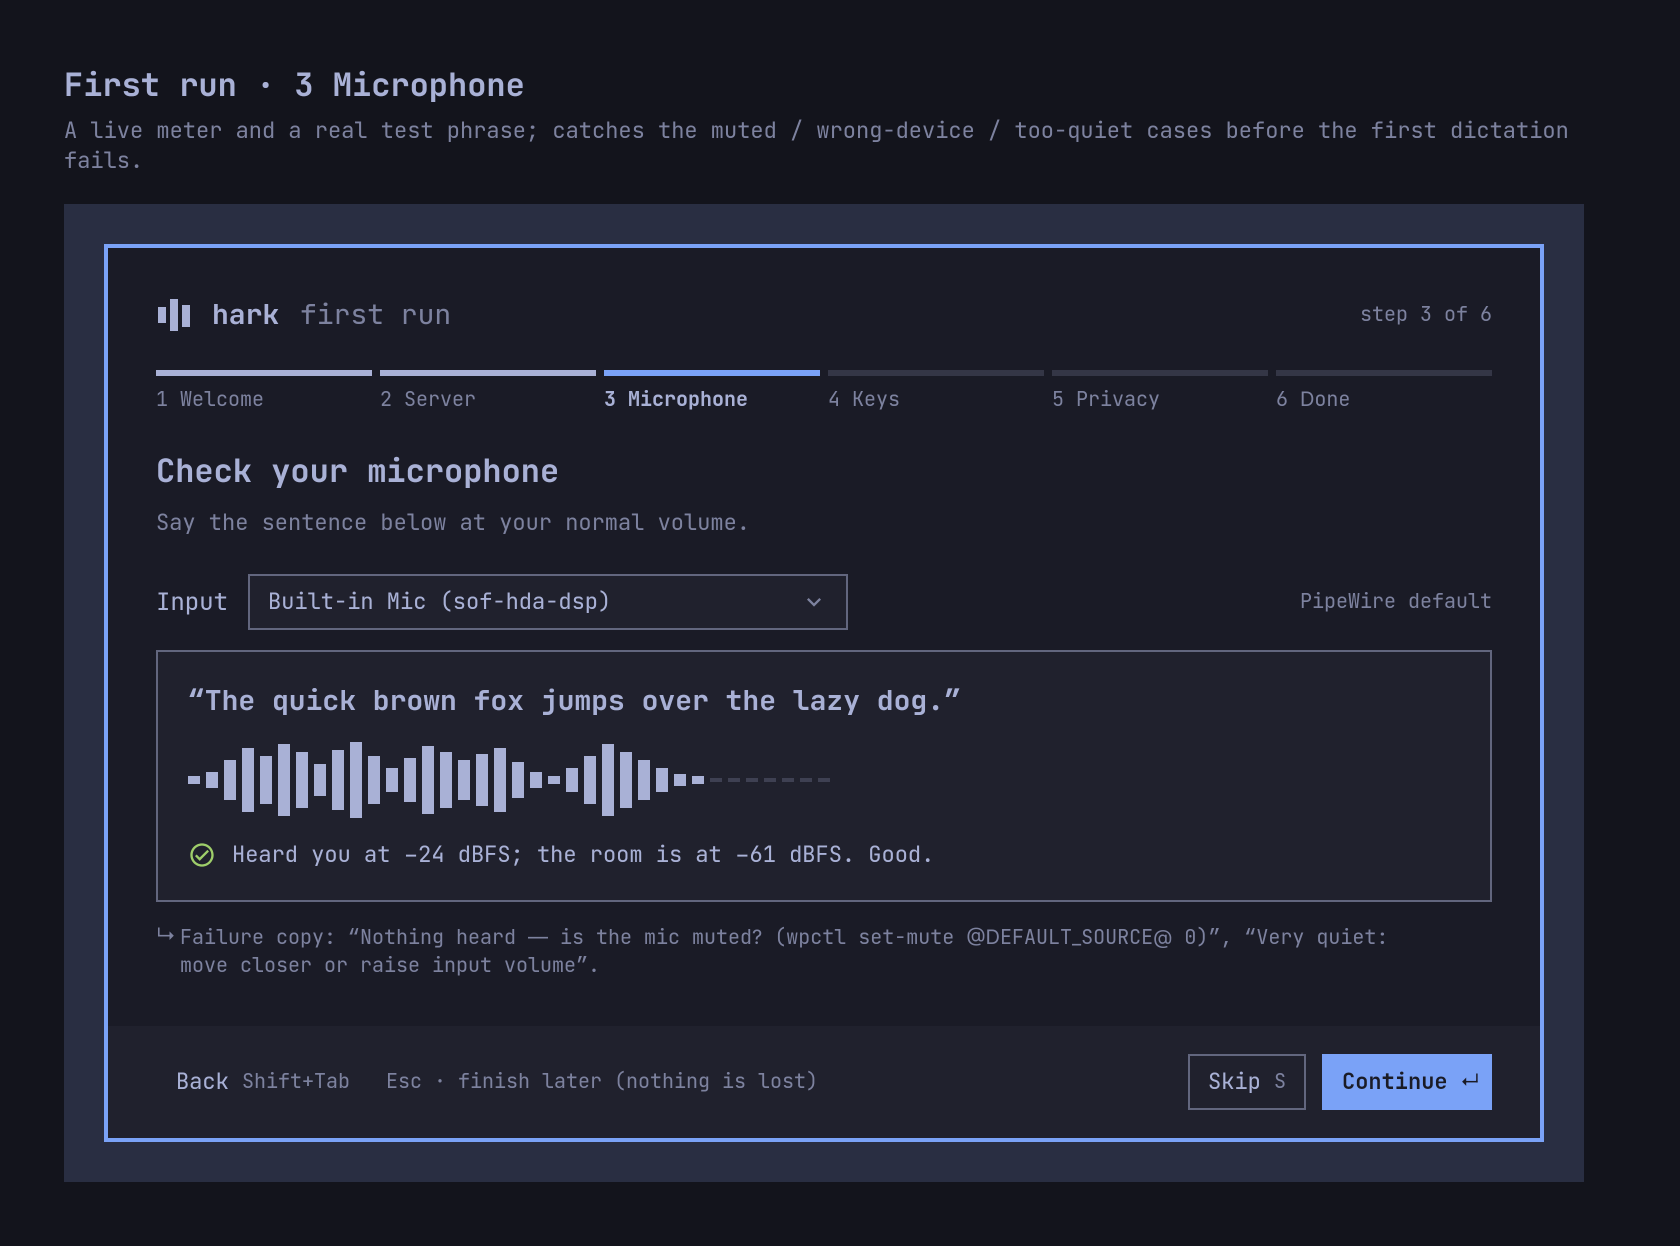 First run · 3 Microphone
A live meter and a real test phrase; catches the muted / wrong-device / too-quiet cases before the first dictation
fails.
hark first run
step 3 of 6
1 Welcome
2 Server
3 Microphone
4 Keys
5 Privacy
6 Done
Check your microphone
Say the sentence below at your normal volume.
Input
Built-in Mic (sof-hda-dsp)
PipeWire default
“The quick brown fox jumps over the lazy dog.”
Heard you at −24 dBFS; the room is at −61 dBFS. Good.
↳ Failure copy: “Nothing heard — is the mic muted? (wpctl set-mute @DEFAULT_SOURCE@ 0)”, “Very quiet:
move closer or raise input volume”.
Back Shift+Tab
Esc · finish later (nothing is lost)
Skip S
Continue ↵